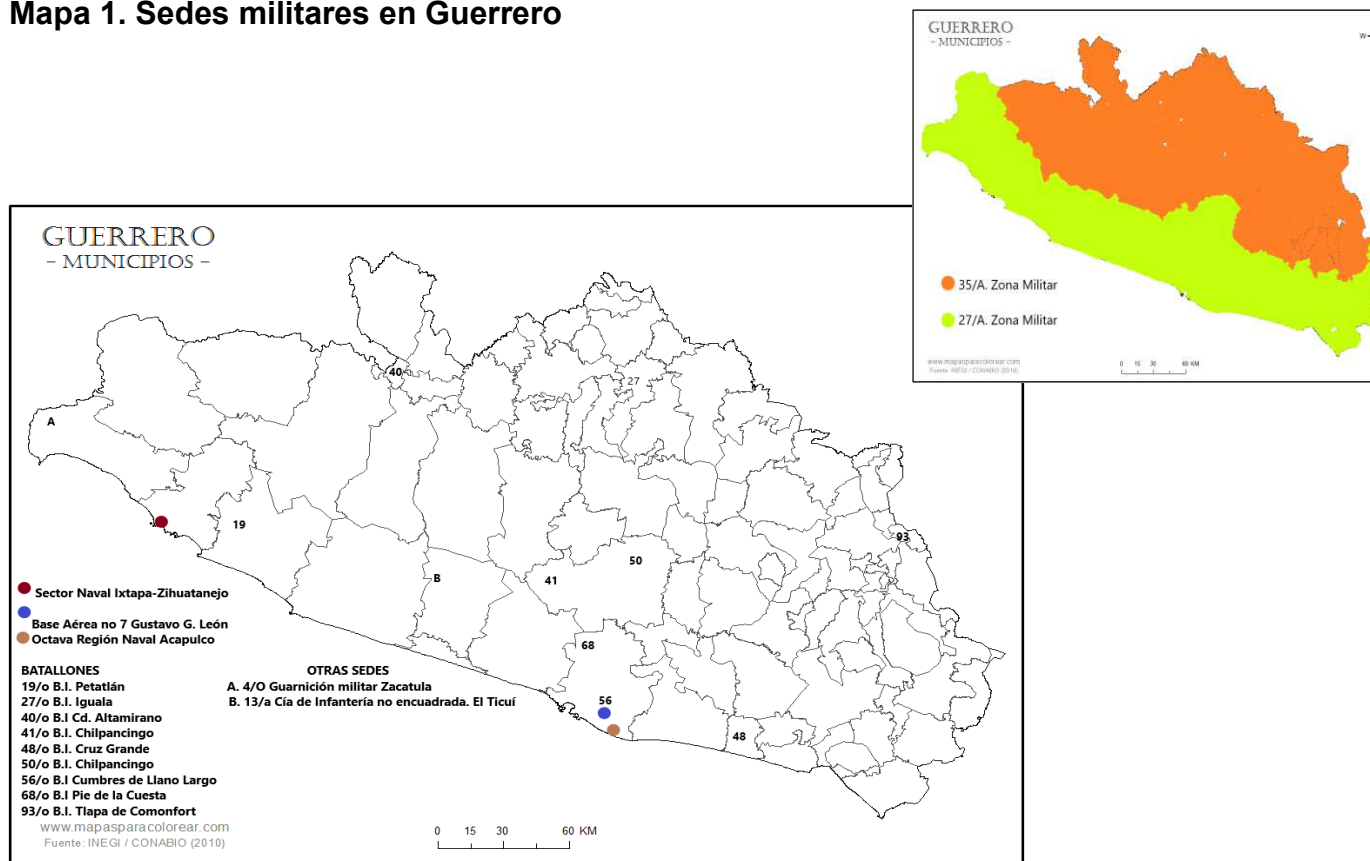 Mapa 1. Sedes militares en Guerrero
GUERRERO
- MUNICIPIOS -
W
35/A. Zona Militar
27/A. Zona Militar
www.mapasparacolorear.com
Fuente: INEGI / CONABIO (2010)
0 15 30 60 KM
GUERRERO
- MUNICIPIOS -
40
27
A
19
93
50
B
41
68
56
48
Sector Naval Ixtapa-Zihuatanejo
Base Aérea no 7 Gustavo G. León
Octava Región Naval Acapulco
BATALLONES
19/o B.I. Petatlán
27/o B.I. Iguala
40/o B.I Cd. Altamirano
41/o B.I. Chilpancingo
48/o B.I. Cruz Grande
50/o B.I. Chilpancingo
56/o B.I Cumbres de Llano Largo
68/o B.I Pie de la Cuesta
93/o B.I. Tlapa de Comonfort
OTRAS SEDES
A. 4/O Guarnición militar Zacatula
B. 13/a Cía de Infantería no encuadrada. El Ticuí
www.mapasparacolorear.com
Fuente: INEGI / CONABIO (2010)
0 15 30 60 KM